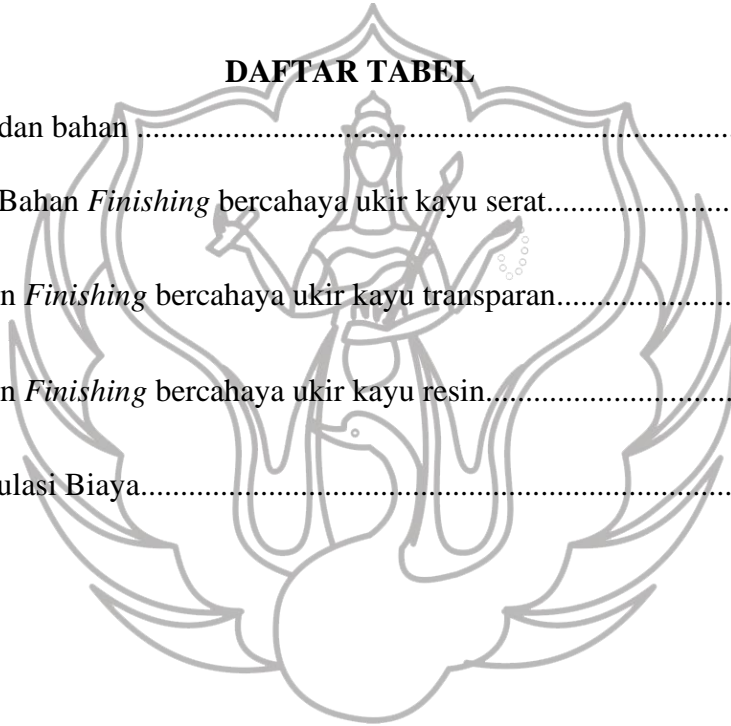 DAFTAR TABEL
dan bahan ..........................................................................
Bahan Finishing bercahaya ukir kayu serat.......................
n Finishing bercahaya ukir kayu transparan......................
n Finishing bercahaya ukir kayu resin...............................
ulasi Biaya.........................................................................